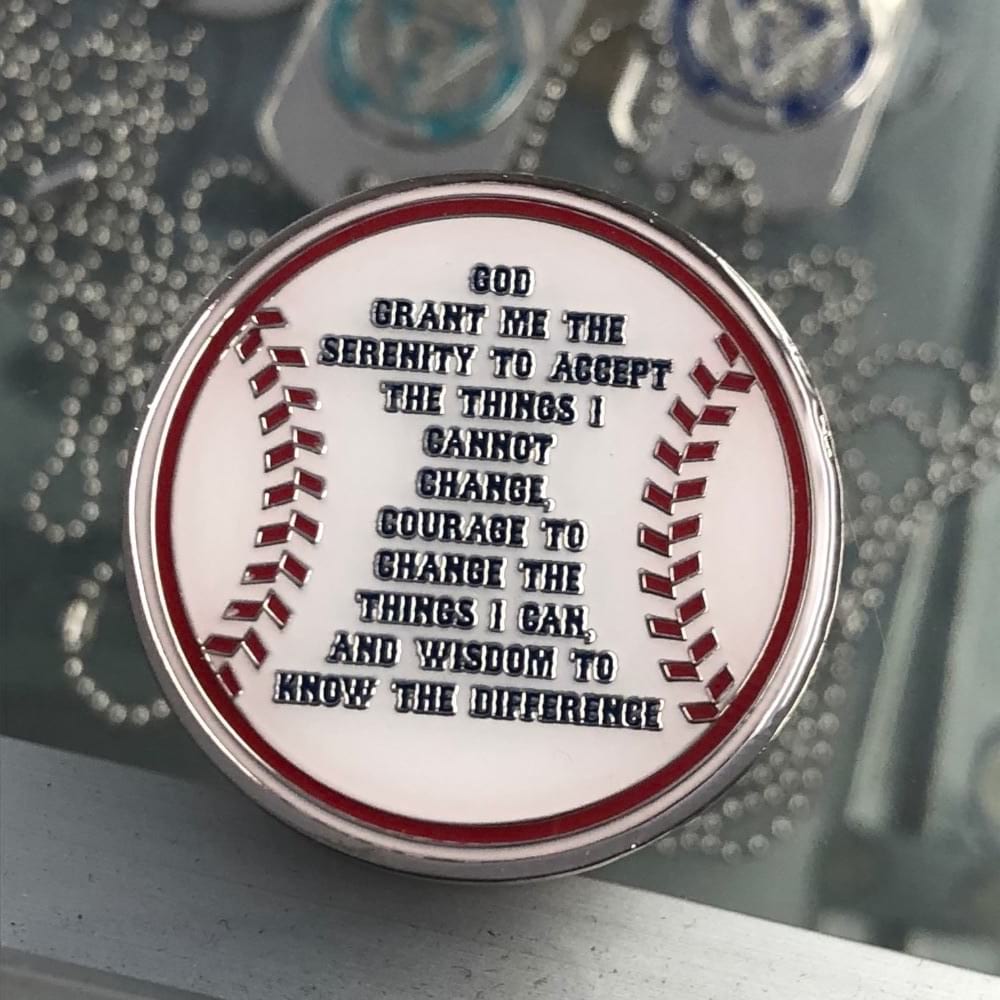 GOD
GRANT ME THE
SERENITY TO ACCEPT
THE THINGS I
CANNOT
CHANGE,
COURAGE TO
CHANGE THE
THINGS I CAN,
AND WISDOM TO
KNOW THE DIFFERENCE